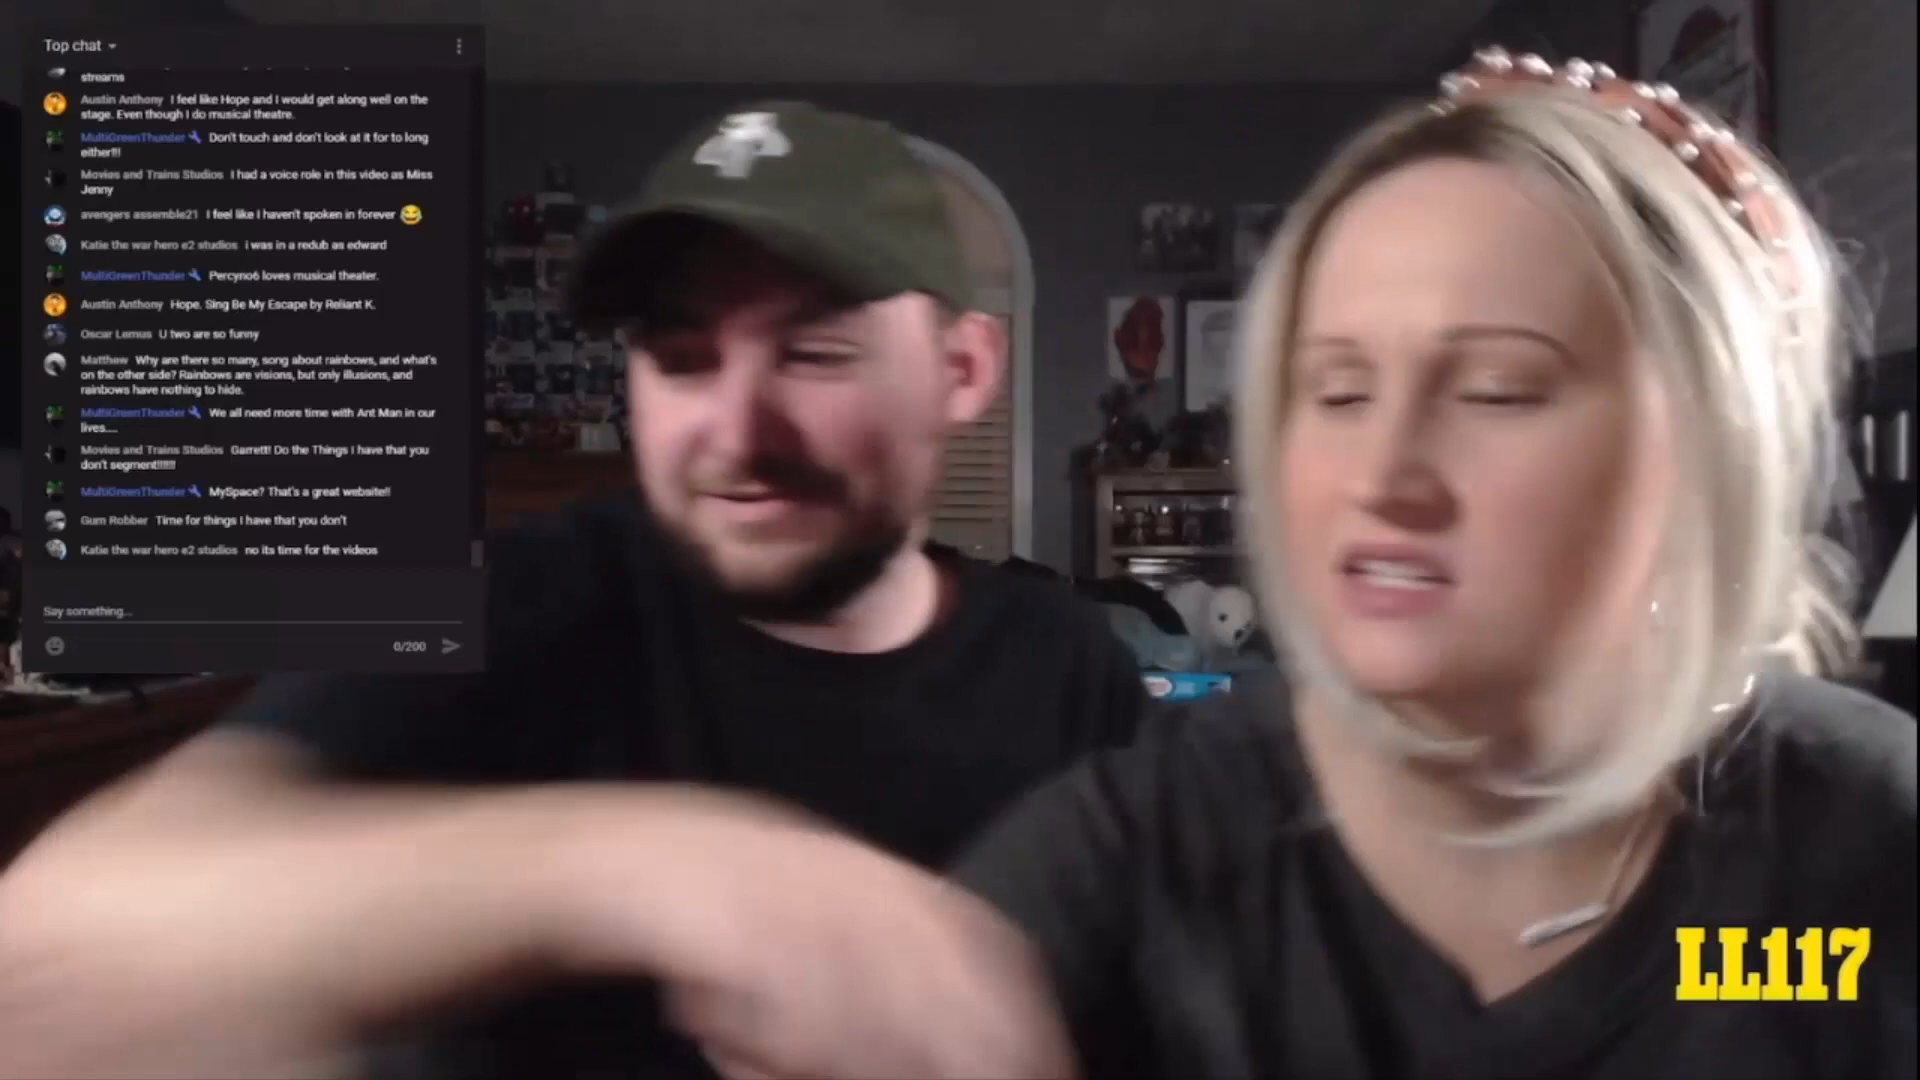 Top chat
streams
Austin Anthony I feel like Hope and I would get along well on the
stage. Even though I do musical theatre.
MultiGreenThunder Don't touch and don't look at it for to long
either!!!
Movies and Trains Studios I had a voice role in this video as Miss
Jenny
avengers assemble21 I feel like I haven't spoken in forever 😂
Katie the war hero e2 studios i was in a redub as edward
MultiGreenThunder Percyno6 loves musical theater.
Austin Anthony Hope. Sing Be My Escape by Reliant K.
Oscar Lemus U two are so funny
Matthew Why are there so many, song about rainbows, and what's
on the other side? Rainbows are visions, but only illusions, and
rainbows have nothing to hide.
MultiGreenThunder We all need more time with Ant Man in our
lives....
Movies and Trains Studios Garrett! Do the Things I have that you
don't segment!!!!!!!
MultiGreenThunder MySpace? That's a great website!!
Gum Robber Time for things I have that you don't
Katie the war hero e2 studios no its time for the videos
Say something...
0/200
LL117